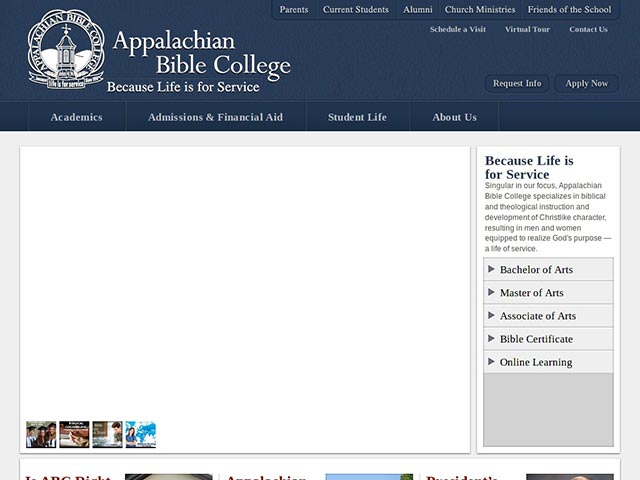 Parents
Current Students
Alumni
Church Ministries
Friends of the School
Schedule a Visit
Virtual Tour
Contact Us
APPALACHIAN BIBLE COLLEGE
life is for service
Appalachian
Bible College
Because Life is for Service
Request Info
Apply Now
Academics
Admissions & Financial Aid
Student Life
About Us
Because Life is
for Service
Singular in our focus, Appalachian
Bible College specializes in biblical
and theological instruction and
development of Christlike character,
resulting in men and women
equipped to realize God's purpose —
a life of service.
Bachelor of Arts
Master of Arts
Associate of Arts
Bible Certificate
Online Learning
Is ABC Right
Appalachian
President's